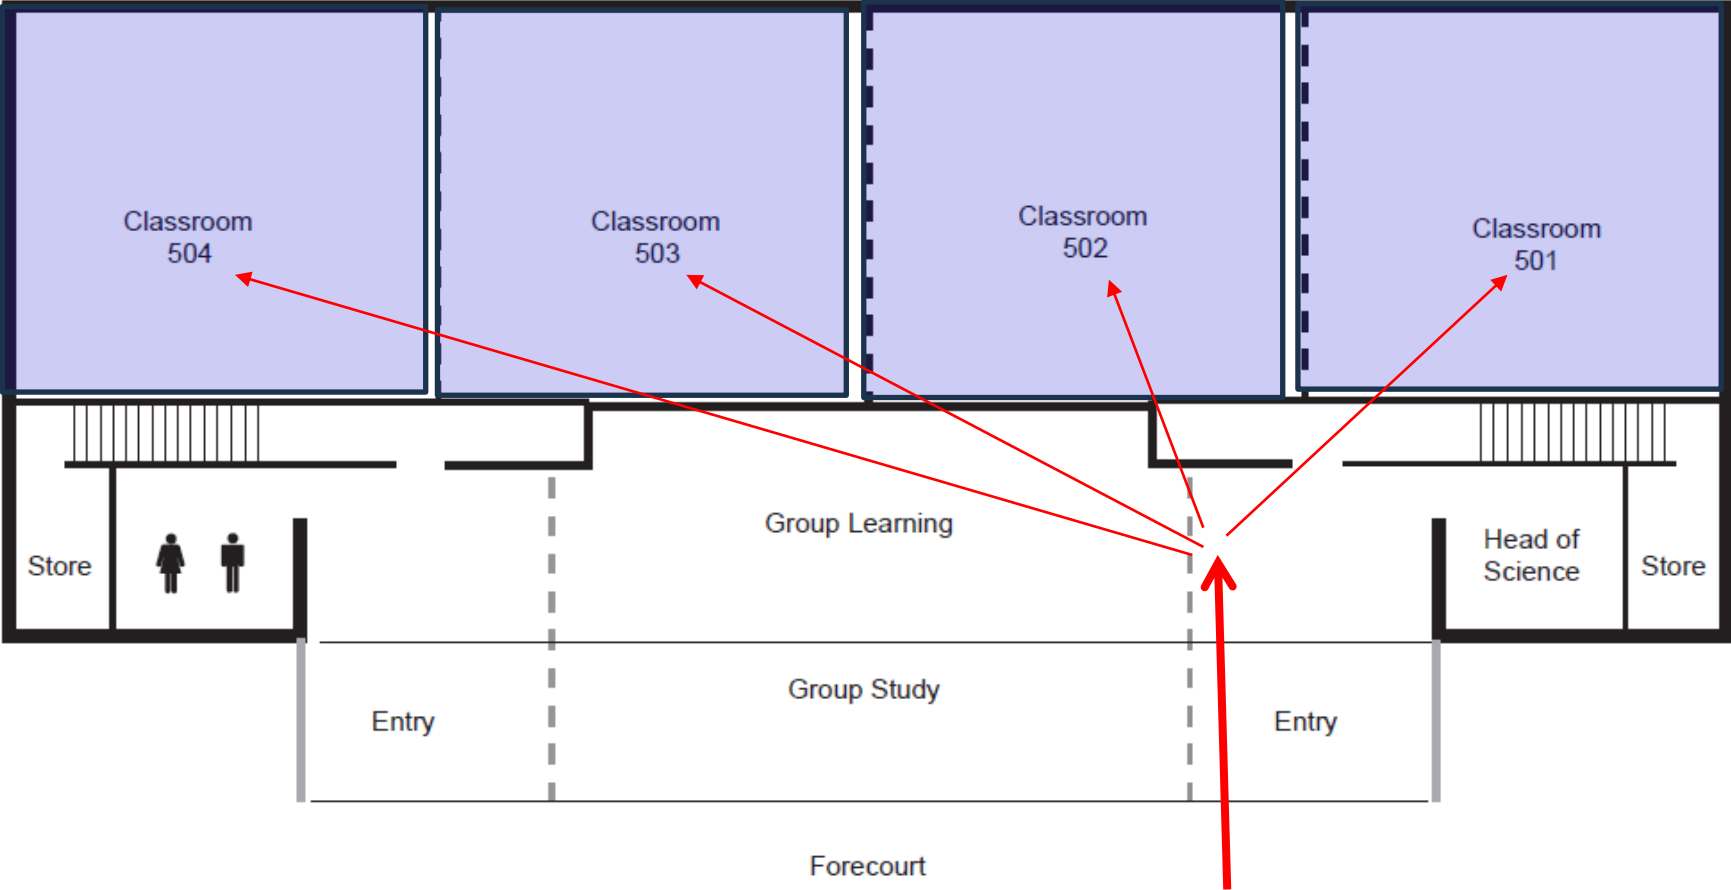 Classroom
504
Classroom
503
Classroom
502
Classroom
501
Group Learning
Store
Head of
Science
Store
Group Study
Entry
Entry
Forecourt